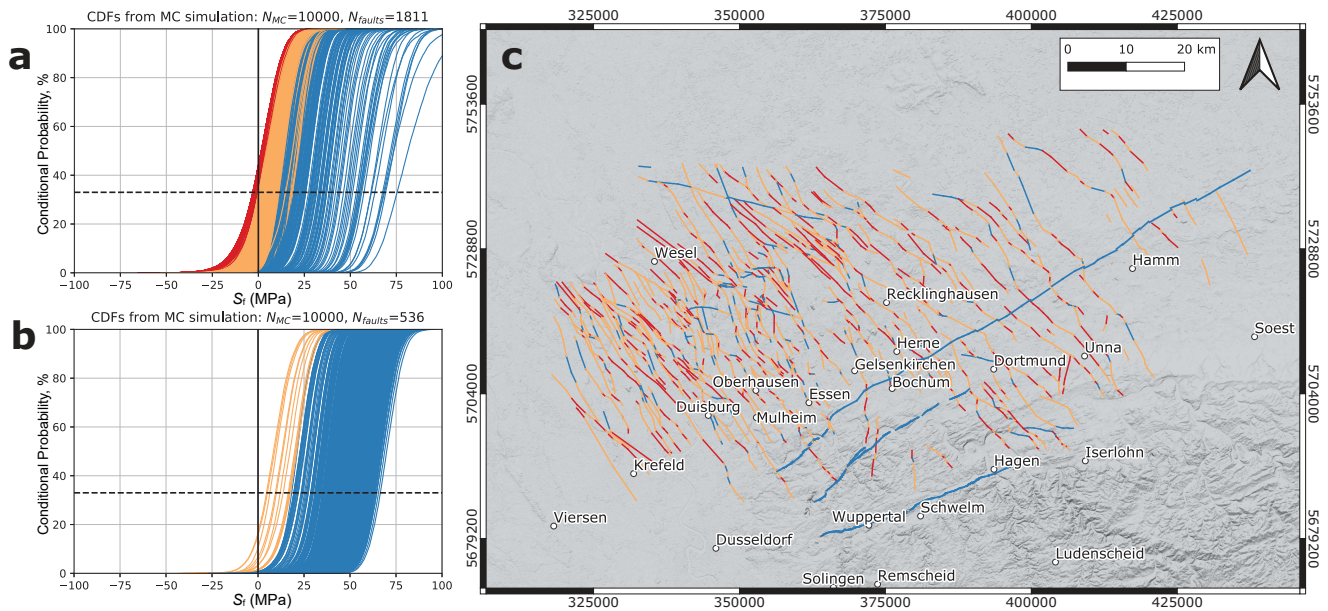 a
CDFs from MC simulation: N_MC=10000, N_faults=1811
Conditional Probability, %
100
80
60
40
20
0
−100 −75 −50 −25 0 25 50 75 100
S_f (MPa)
b
CDFs from MC simulation: N_MC=10000, N_faults=536
Conditional Probability, %
100
80
60
40
20
0
−100 −75 −50 −25 0 25 50 75 100
S_f (MPa)
c
325000 350000 375000 400000 425000
0 10 20 km
5753600 5753600
5728800 5728800
5704000 5704000
5679200 5679200
Wesel
Hamm
Recklinghausen
Soest
Herne
Unna
Gelsenkirchen
Dortmund
Oberhausen
Bochum
Essen
Duisburg
Mulheim
Krefeld
Hagen
Iserlohn
Viersen
Wuppertal
Schwelm
Dusseldorf
Ludenscheid
Solingen
Remscheid
325000 350000 375000 400000 425000